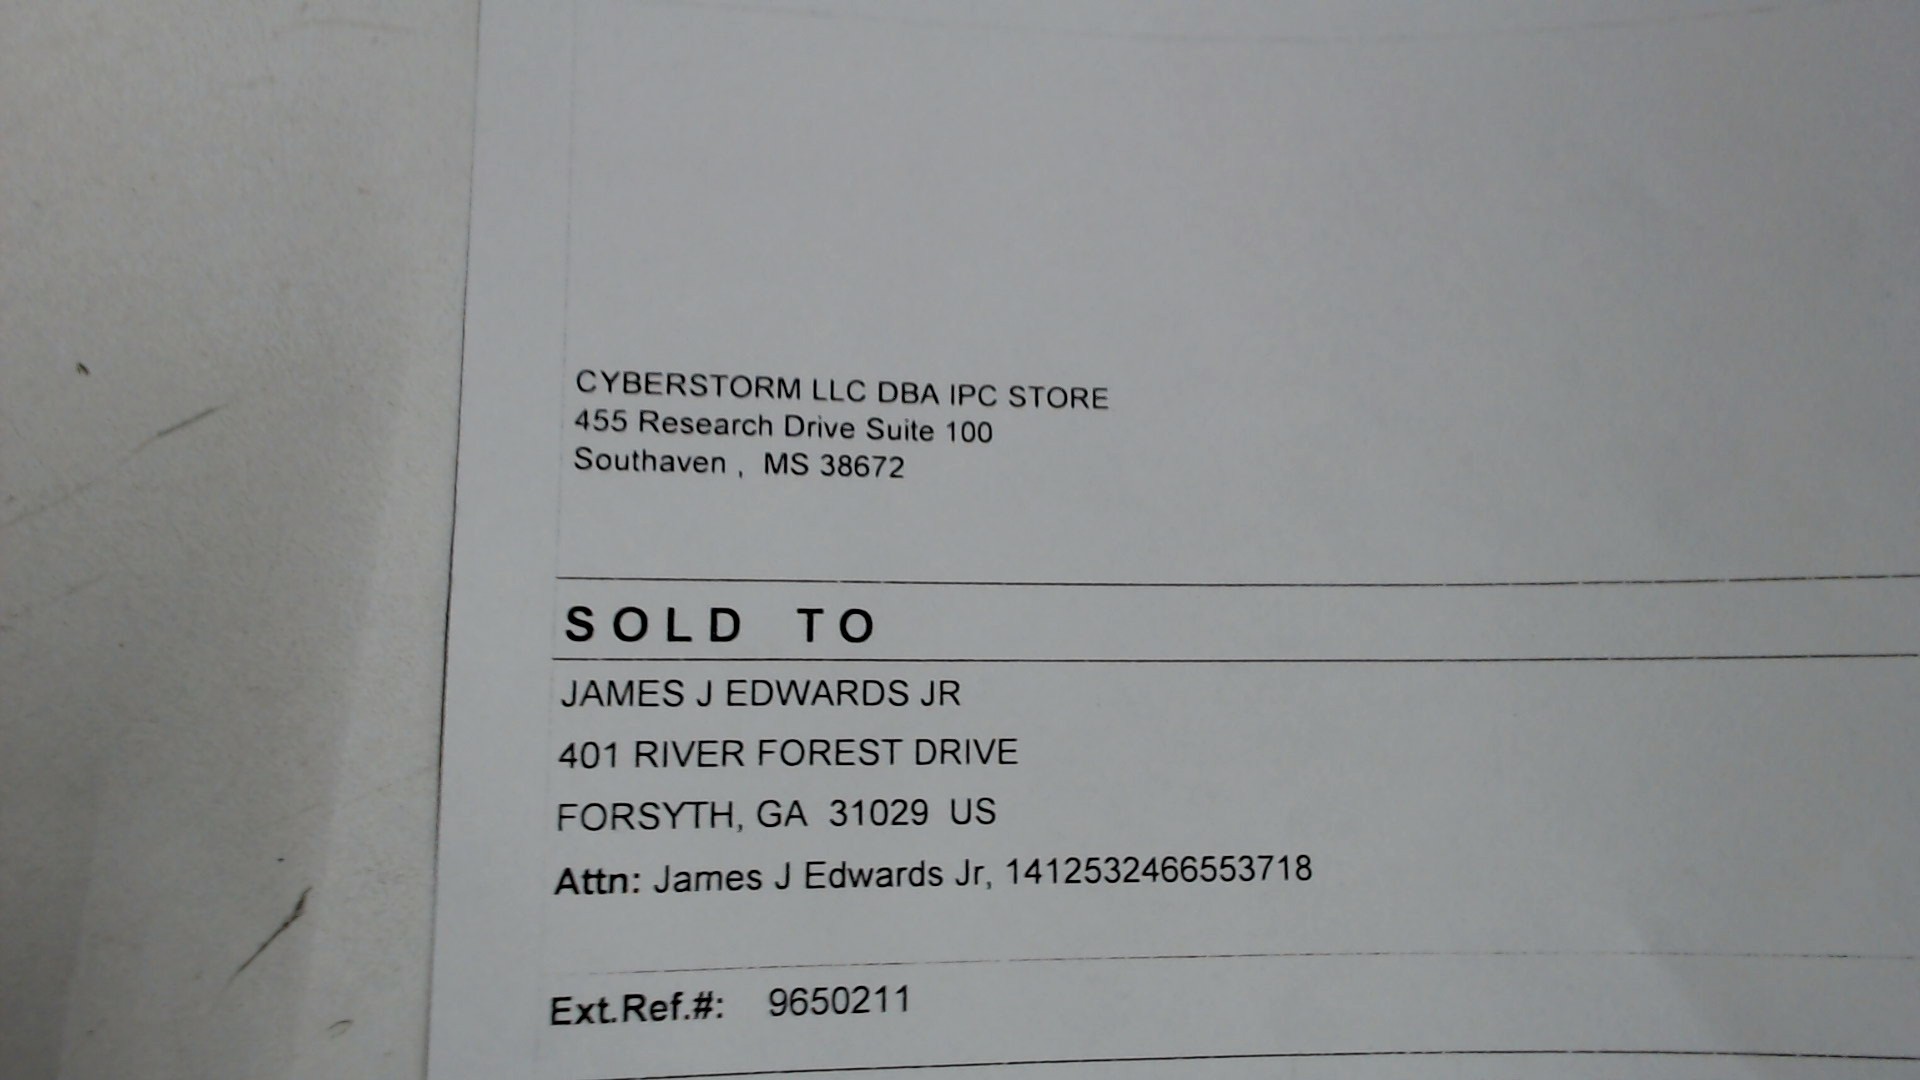 CYBERSTORM LLC DBA IPC STORE
455 Research Drive Suite 100
Southaven , MS 38672
SOLD TO
JAMES J EDWARDS JR
401 RIVER FOREST DRIVE
FORSYTH, GA 31029 US
Attn: James J Edwards Jr, 1412532466553718
Ext.Ref.#: 9650211